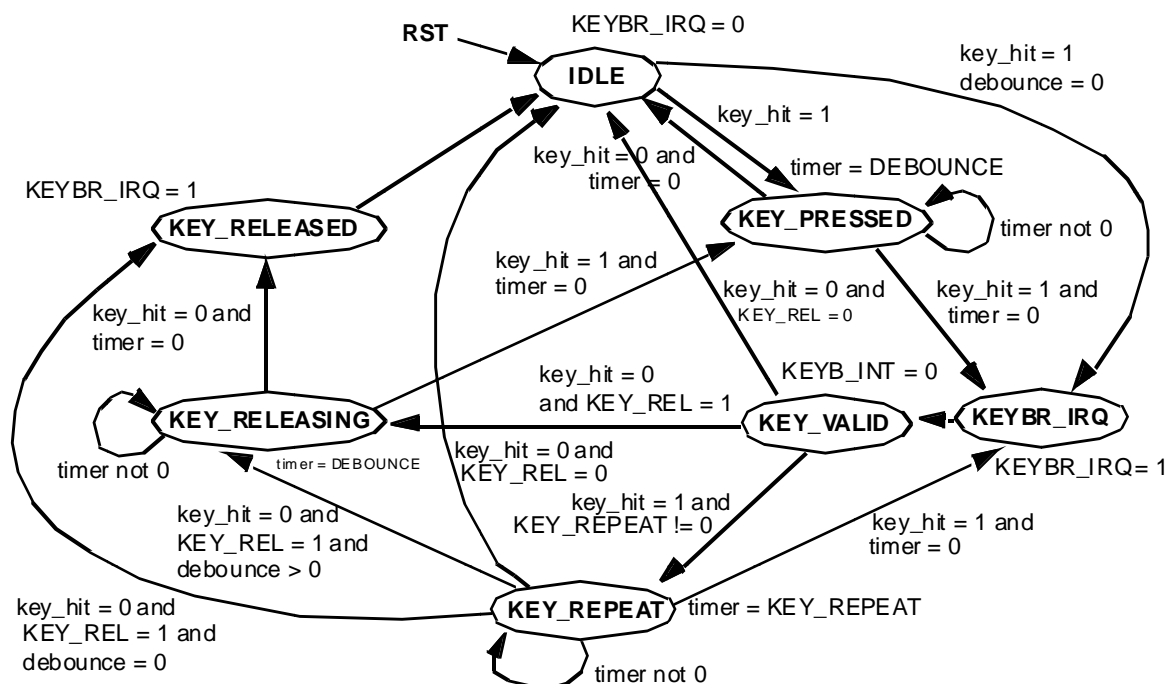 KEYBR_IRQ = 0
RST
IDLE
key_hit = 1
debounce = 0
key_hit = 1
key_hit = 0 and
timer = 0
timer = DEBOUNCE
KEYBR_IRQ = 1
KEY_RELEASED
KEY_PRESSED
timer not 0
key_hit = 1 and
timer = 0
key_hit = 0 and
KEY_REL = 0
key_hit = 1 and
timer = 0
key_hit = 0 and
timer = 0
KEYB_INT = 0
key_hit = 0
and KEY_REL = 1
KEY_RELEASING
KEY_VALID
KEYBR_IRQ
timer not 0
timer = DEBOUNCE
key_hit = 0 and
KEY_REL = 0
KEYBR_IRQ = 1
key_hit = 1 and
KEY_REPEAT != 0
key_hit = 0 and
KEY_REL = 1 and
debounce > 0
key_hit = 1 and
timer = 0
key_hit = 0 and
KEY_REL = 1 and
debounce = 0
KEY_REPEAT
timer = KEY_REPEAT
timer not 0